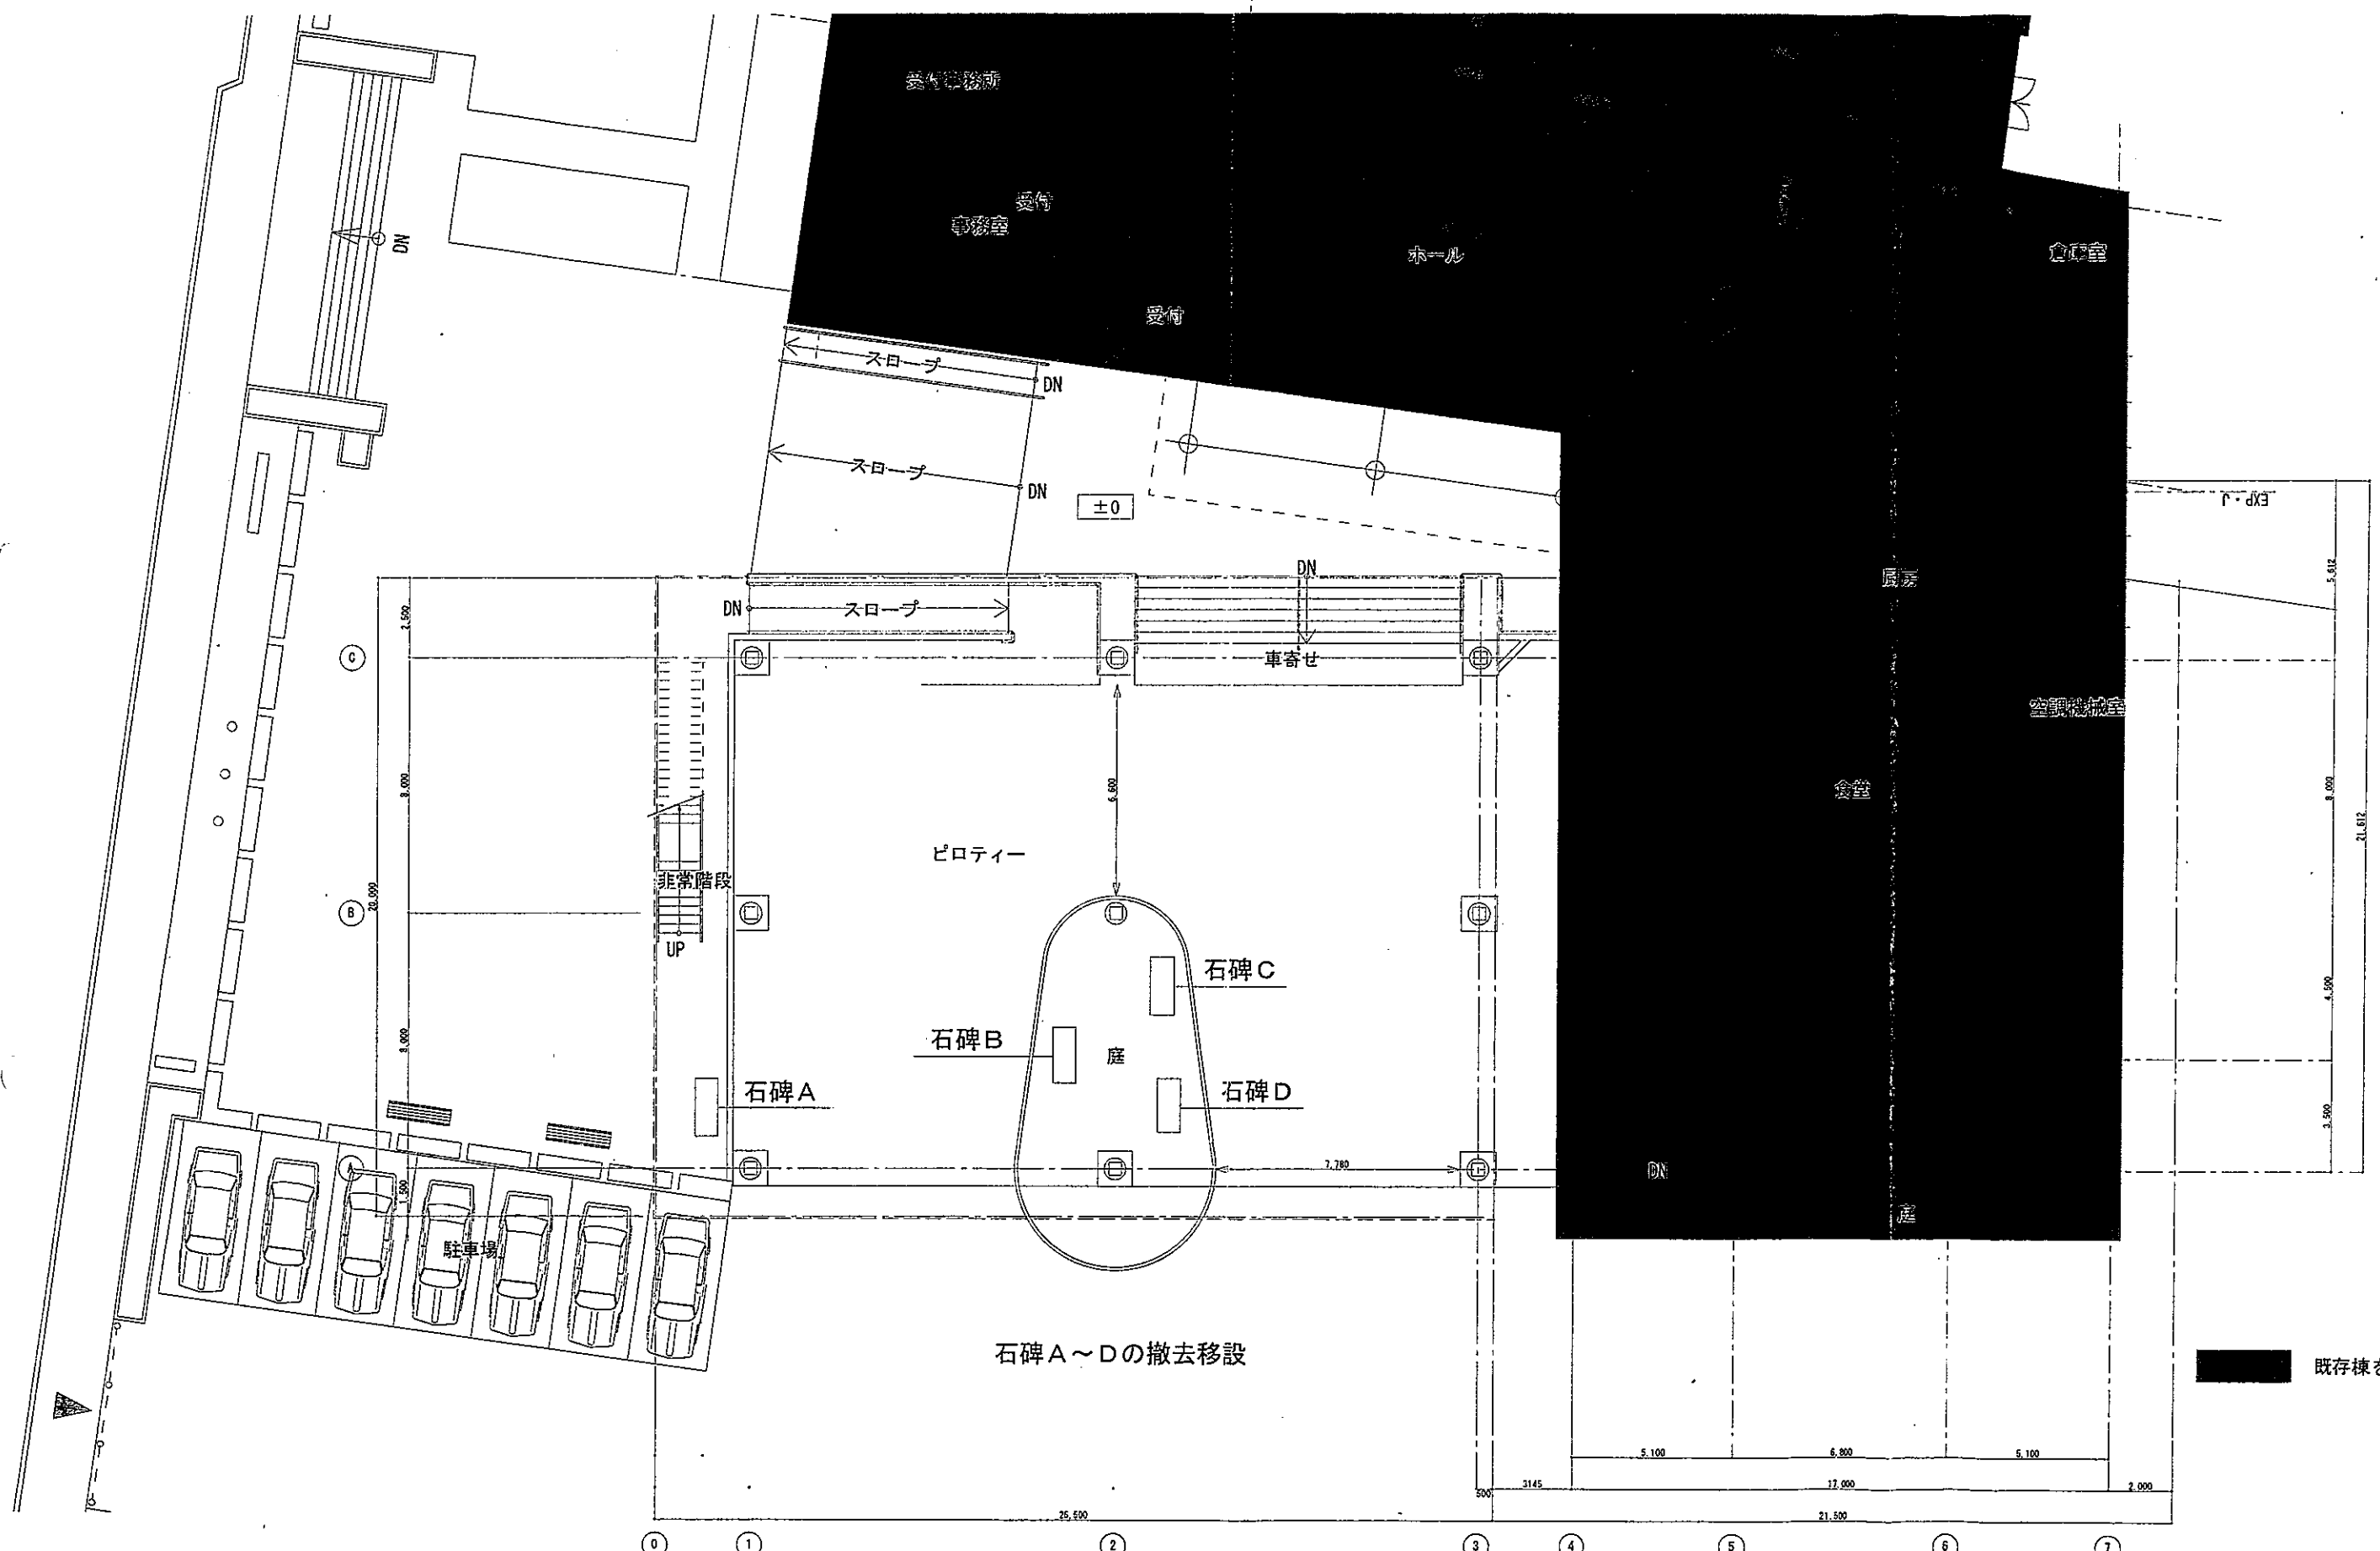 受付事務所
受付
事務室
ホール
倉庫室
受付
DN
スロープ
DN
スロープ
DN
±0
EXP・J
DN
DN
スロープ
車寄せ
厨房
空調機械室
食堂
C
2,500
8,000
6,600
5,612
8,000
21,612
ピロティー
非常階段
UP
B
20,000
石碑C
4,500
石碑B
庭
8,000
石碑A
石碑D
3,500
A
7,780
DN
1,500
庭
駐車場
石碑A～Dの撤去移設
既存棟を
5,100
6,800
5,100
500
3145
17,000
2,000
25,500
21,500
0
1
2
3
4
5
6
7